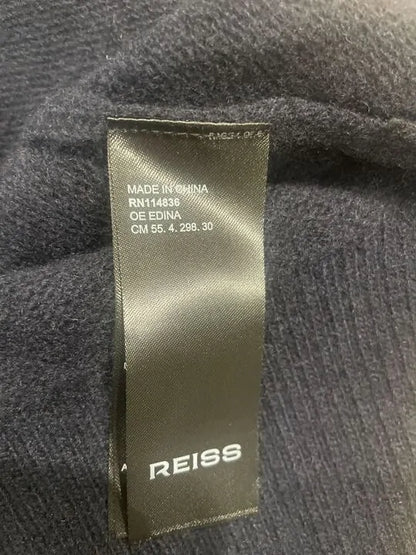 MADE IN CHINA
RN114836
OE EDINA
CM 55. 4. 298. 30
REISS